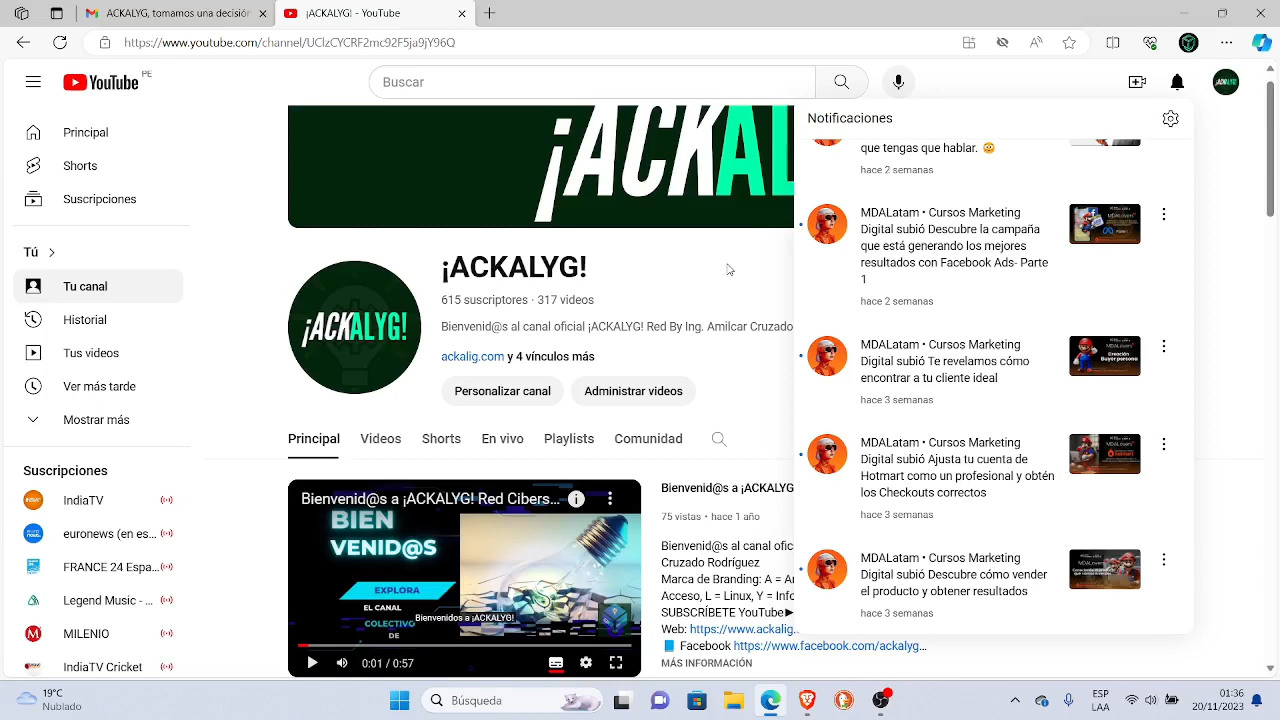 ACKALYG, tomamos tu decisión
¡ACKALYG! - YouTube
https://www.youtube.com/channel/UCzCYCRF2mc92F5ja9jY96Q
YouTube
PE
Buscar
¡ACKALYG!
Principal
Shorts
Suscripciones
Tú
Tu canal
Historial
Tus videos
Ver más tarde
Mostrar más
Suscripciones
IndiaTV
euronews (en es...
FRANCE 24 Espa...
Legend Music - ...
MILENIO
IndiaTV Cricket
¡ACKAL
¡ACKALYG!
¡ACKALYG!
615 suscriptores · 317 videos
Bienvenid@s al canal oficial ¡ACKALYG! Red By Ing. Amilcar Cruzado
ackalig.com y 4 vínculos más
Personalizar canal
Administrar videos
Principal
Videos
Shorts
En vivo
Playlists
Comunidad
Bienvenid@s a ¡ACKALYG! Red Cibers...
BIEN
VENID@S
EXPLORA
EL CANAL
COLECTIVO
DE
Bienvenidos a ¡ACKALYG!
0:01 / 0:57
Bienvenid@s a ¡ACKALYG
75 vistas • hace 1 año
Bienvenid@s al canal ofic
Cruzado Rodríguez
Marca de Branding: A = A
Acceso, L = Linux, Y = I
SUBSCRÍBETE YouTube▶
Web: https://www.ackalig...
📘 Facebook https://www.facebook.com/ackalyg...
MÁS INFORMACIÓN
Notificaciones
que tengas que hablar. 😳
hace 2 semanas
MDALatam • Cursos Marketing
Digital subió Descubre la campaña
que está generando los mejores
resultados con Facebook Ads- Parte
1
hace 2 semanas
MDALatam • Cursos Marketing
Digital subió Te revelamos cómo
encontrar a tu cliente ideal
hace 3 semanas
Creación
Buyer persona
MDALatam • Cursos Marketing
Digital subió Ajusta tu cuenta de
Hotmart como un profesional y obtén
los Checkouts correctos
hace 3 semanas
hotmart
MDALatam • Cursos Marketing
Digital subió Descubre cómo vender
el producto y obtener resultados
hace 3 semanas
19°C
Nublado
Búsqueda
ESP
LAA
01:36
20/11/2023